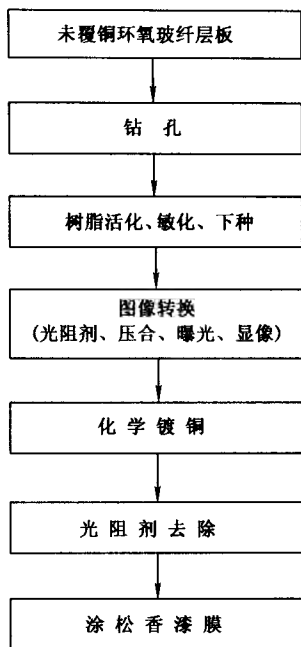 未覆铜环氧玻纤层板
钻孔
树脂活化、敏化、下种
图像转换
(光阻剂、压合、曝光、显像)
化学镀铜
光阻剂去除
涂松香漆膜